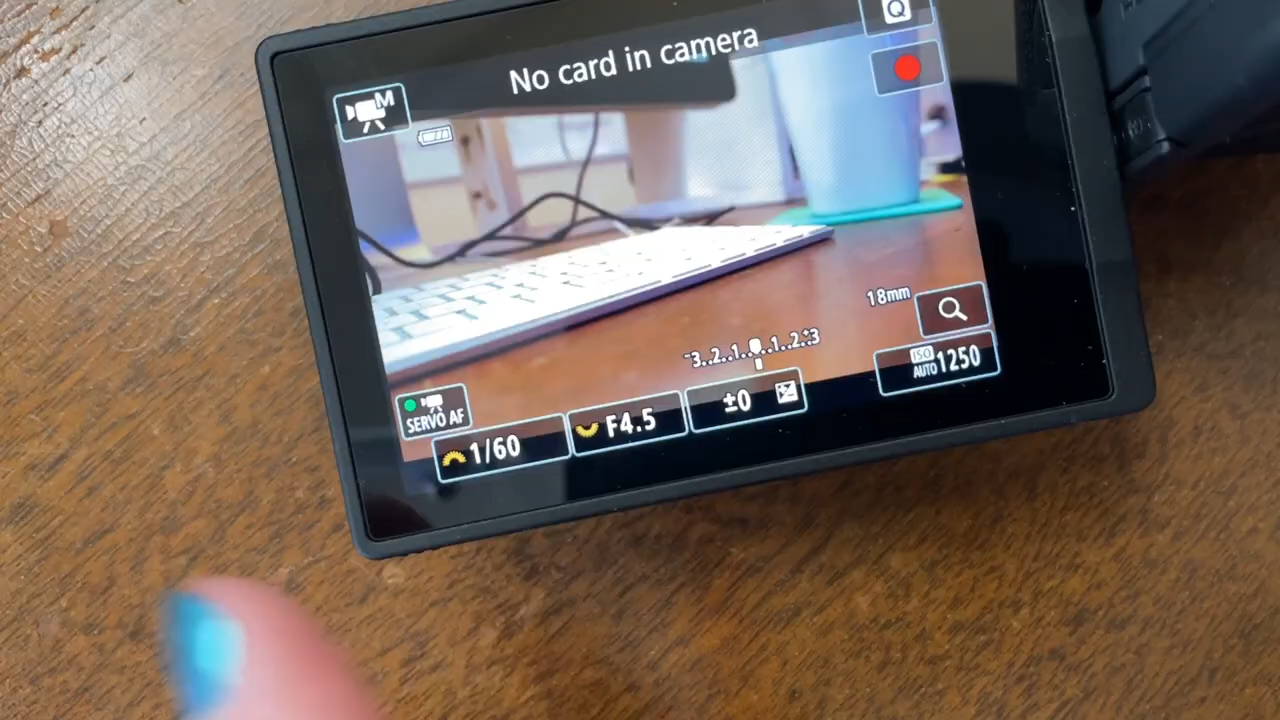 No card in camera
Q
M
18mm
-3..2..1..⋅..1..2..+3
SERVO AF
1/60
F4.5
±0
ISO
AUTO 1250